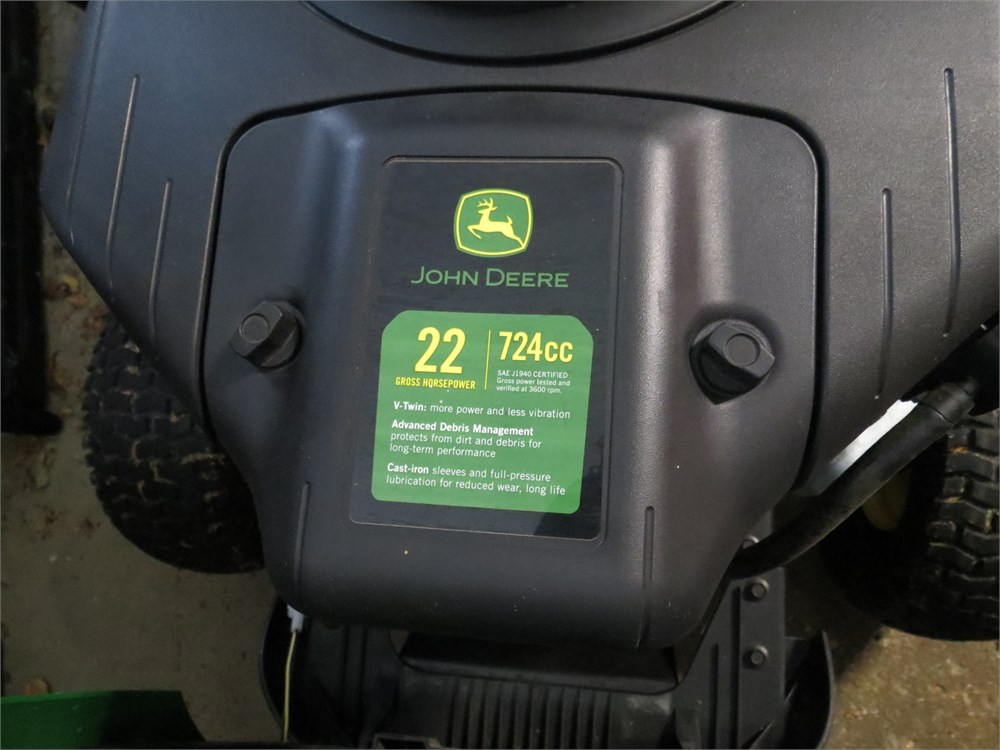 JOHN DEERE
22
GROSS HORSEPOWER
724cc
SAE J1940 CERTIFIED
Gross power tested and
verified at 3600 rpm.
V-Twin: more power and less vibration
Advanced Debris Management
protects from dirt and debris for
long-term performance
Cast-iron sleeves and full-pressure
lubrication for reduced wear, long life